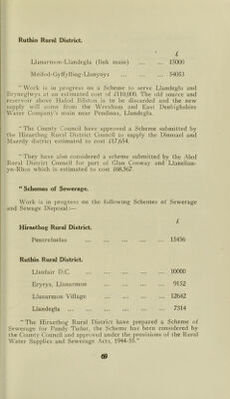 Ruthin Rural District.
£
Llanarmon-Llandegla (link main) ... ... 15000
Meifod-Gyffylliog-Llanynys ... ... ... 54053
"Work is in progress on a Scheme to serve Llandegla and
Bryneglwys at an estimated cost of £110,000. The old source and
reservoir above Hafod Bilston is to be discarded and the new
supply will come from the Wrexham and East Denbighshire
Water Company's main near Pendinas, Llandegla.
"The County Council have approved a Scheme submitted by
the Hiraethog Rural District Council to supply the Dinmael and
Maerdy district estimated to cost £17,654.
"They have also considered a scheme submitted by the Aled
Rural District Council for part of Glan Conway and Llanelian-
yn-Rhos which is estimated to cost £68,567.
"Schemes of Sewerage.
Work is in progress on the following Schemes of Sewerage
and Sewage Disposal:—
£
Hiraethog Rural District.
Pentrefoelas ... ... ... ... ... 15456
Ruthin Rural District.
Llanfair D.C. ... ... ... ... ... 10000
Eryrys, Llanarmon ... ... ... ... 9152
Llanarmon Village ... ... ... ... 12642
Llandegla ... ... ... ... ... 7514
"The Hiraethog Rural District have prepared a Scheme of
Sewerage for Pandy Tudur, the Scheme has been considered by
the County Council and approved under the provisions of the Rural
Water Supplies and Sewerage Acts, 1944-55."
69